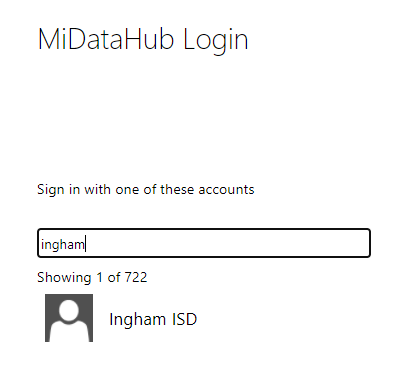 MiDataHub Login
Sign in with one of these accounts
ingham
Showing 1 of 722
Ingham ISD